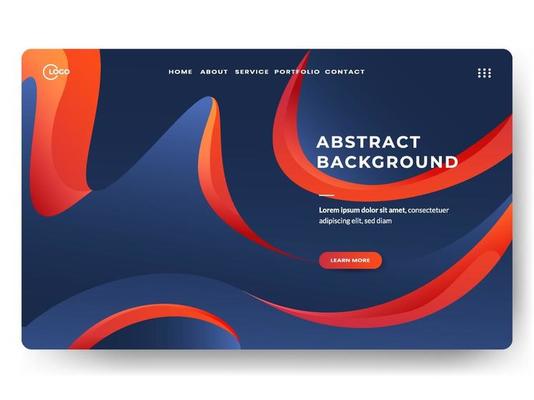 LOGO
HOME ABOUT SERVICE PORTFOLIO CONTACT
ABSTRACT
BACKGROUND
Lorem ipsum dolor sit amet, consectetuer
adipiscing elit, sed diam
LEARN MORE